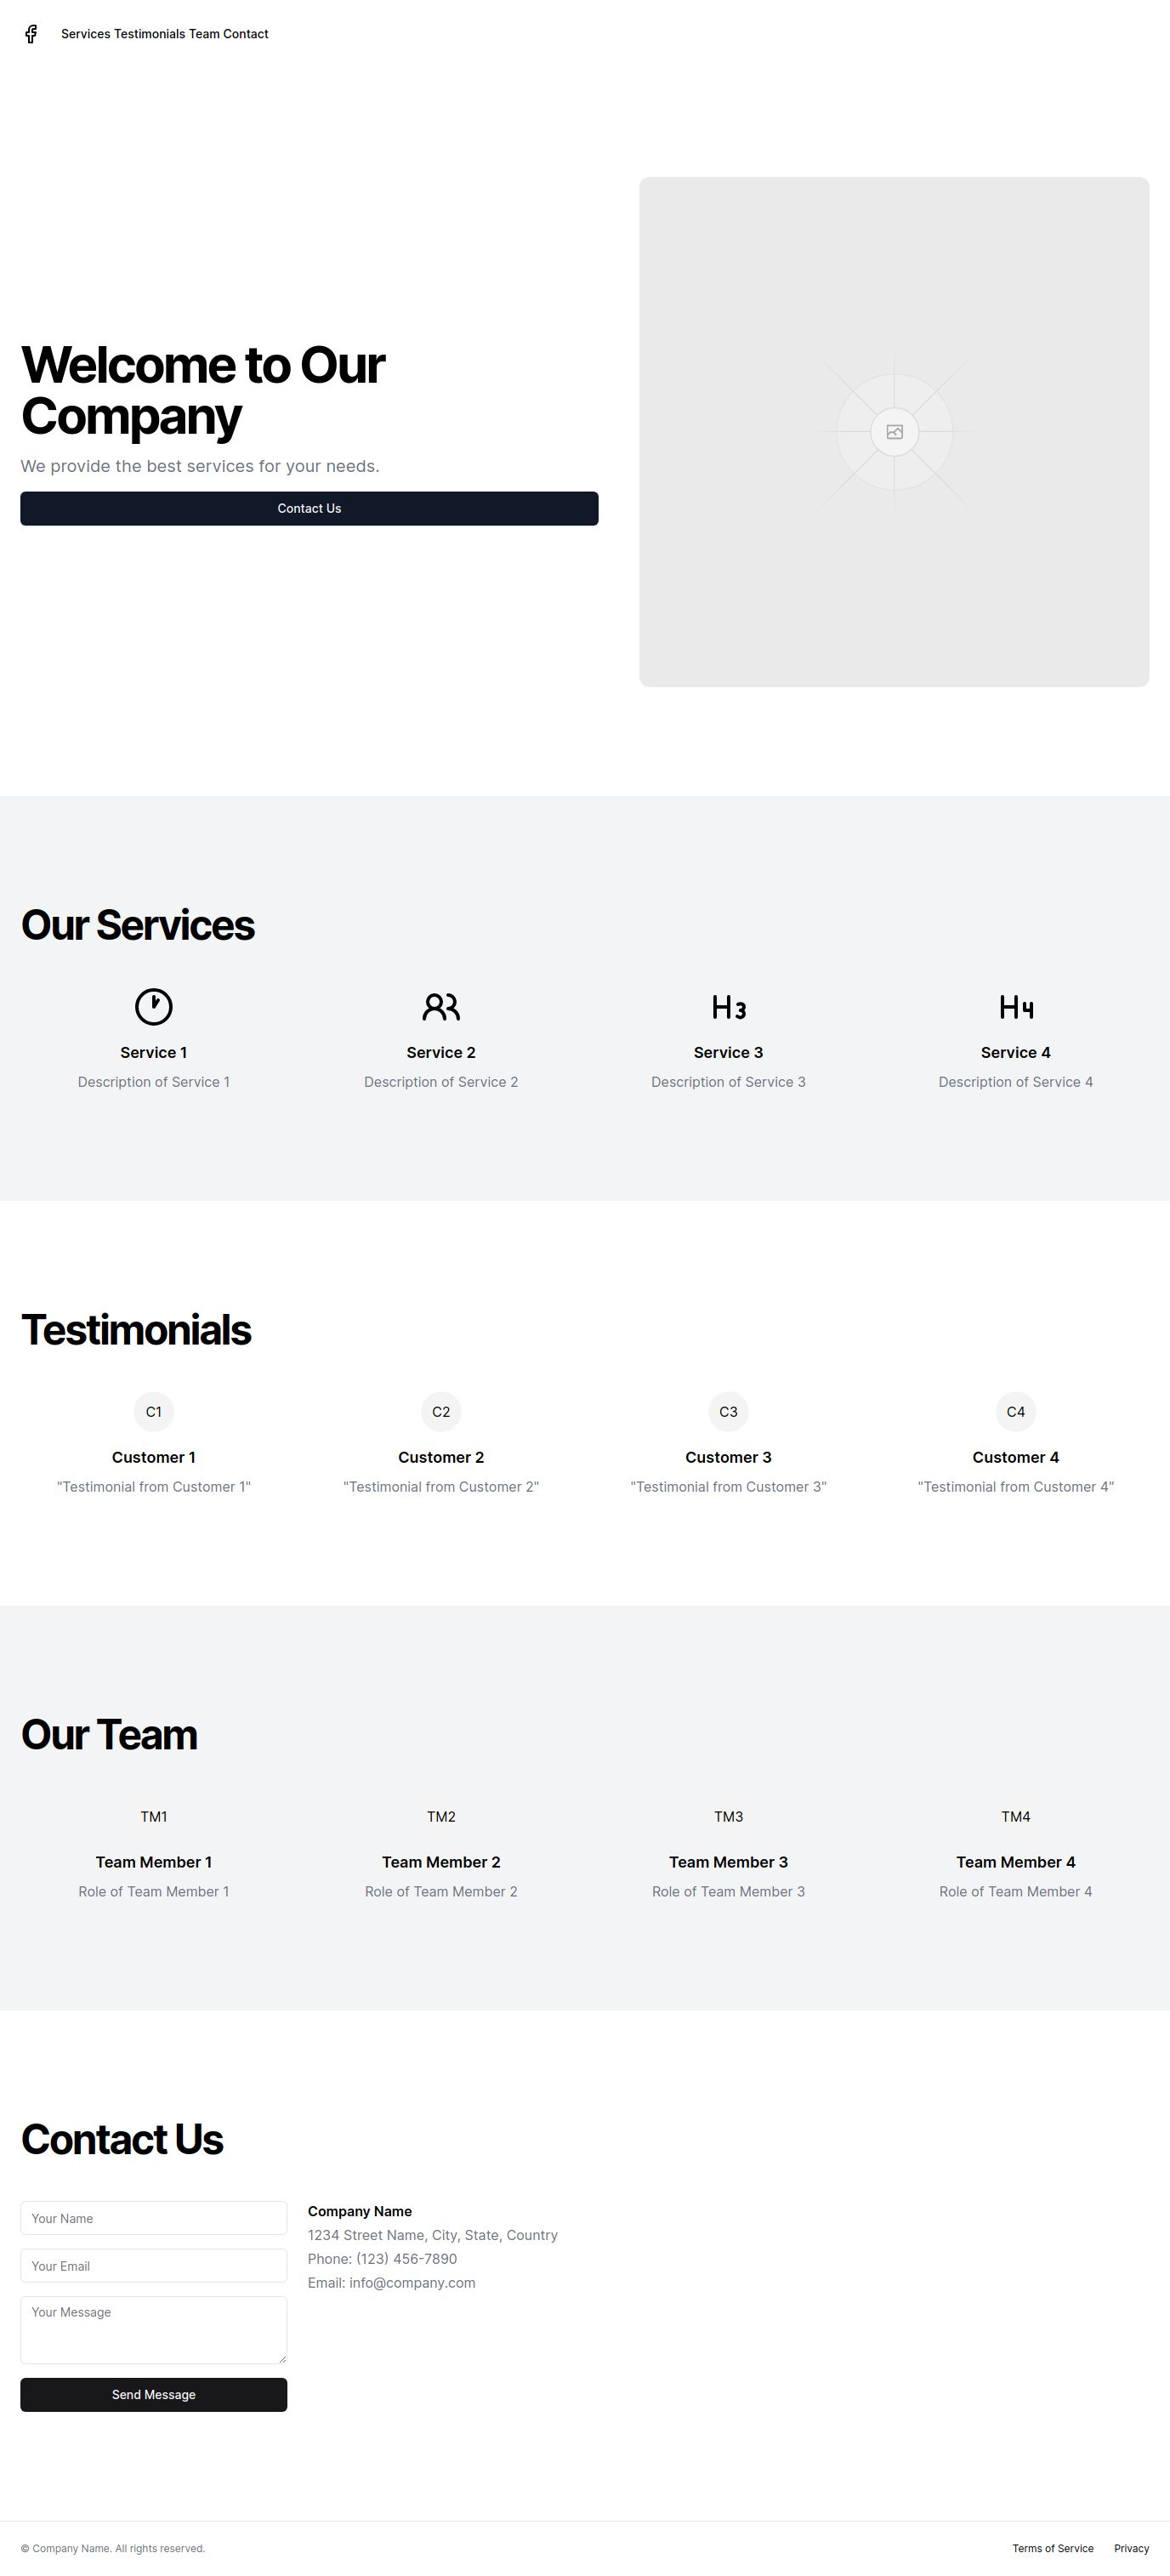 Services Testimonials Team Contact
Welcome to Our
Company
We provide the best services for your needs.
Contact Us
Our Services
H3
H4
Service 1
Service 2
Service 3
Service 4
Description of Service 1
Description of Service 2
Description of Service 3
Description of Service 4
Testimonials
C1
C2
C3
C4
Customer 1
Customer 2
Customer 3
Customer 4
"Testimonial from Customer 1"
"Testimonial from Customer 2"
"Testimonial from Customer 3"
"Testimonial from Customer 4"
Our Team
TM1
TM2
TM3
TM4
Team Member 1
Team Member 2
Team Member 3
Team Member 4
Role of Team Member 1
Role of Team Member 2
Role of Team Member 3
Role of Team Member 4
Contact Us
Your Name
Your Email
Your Message
Send Message
Company Name
1234 Street Name, City, State, Country
Phone: (123) 456-7890
Email: info@company.com
© Company Name. All rights reserved.
Terms of Service
Privacy